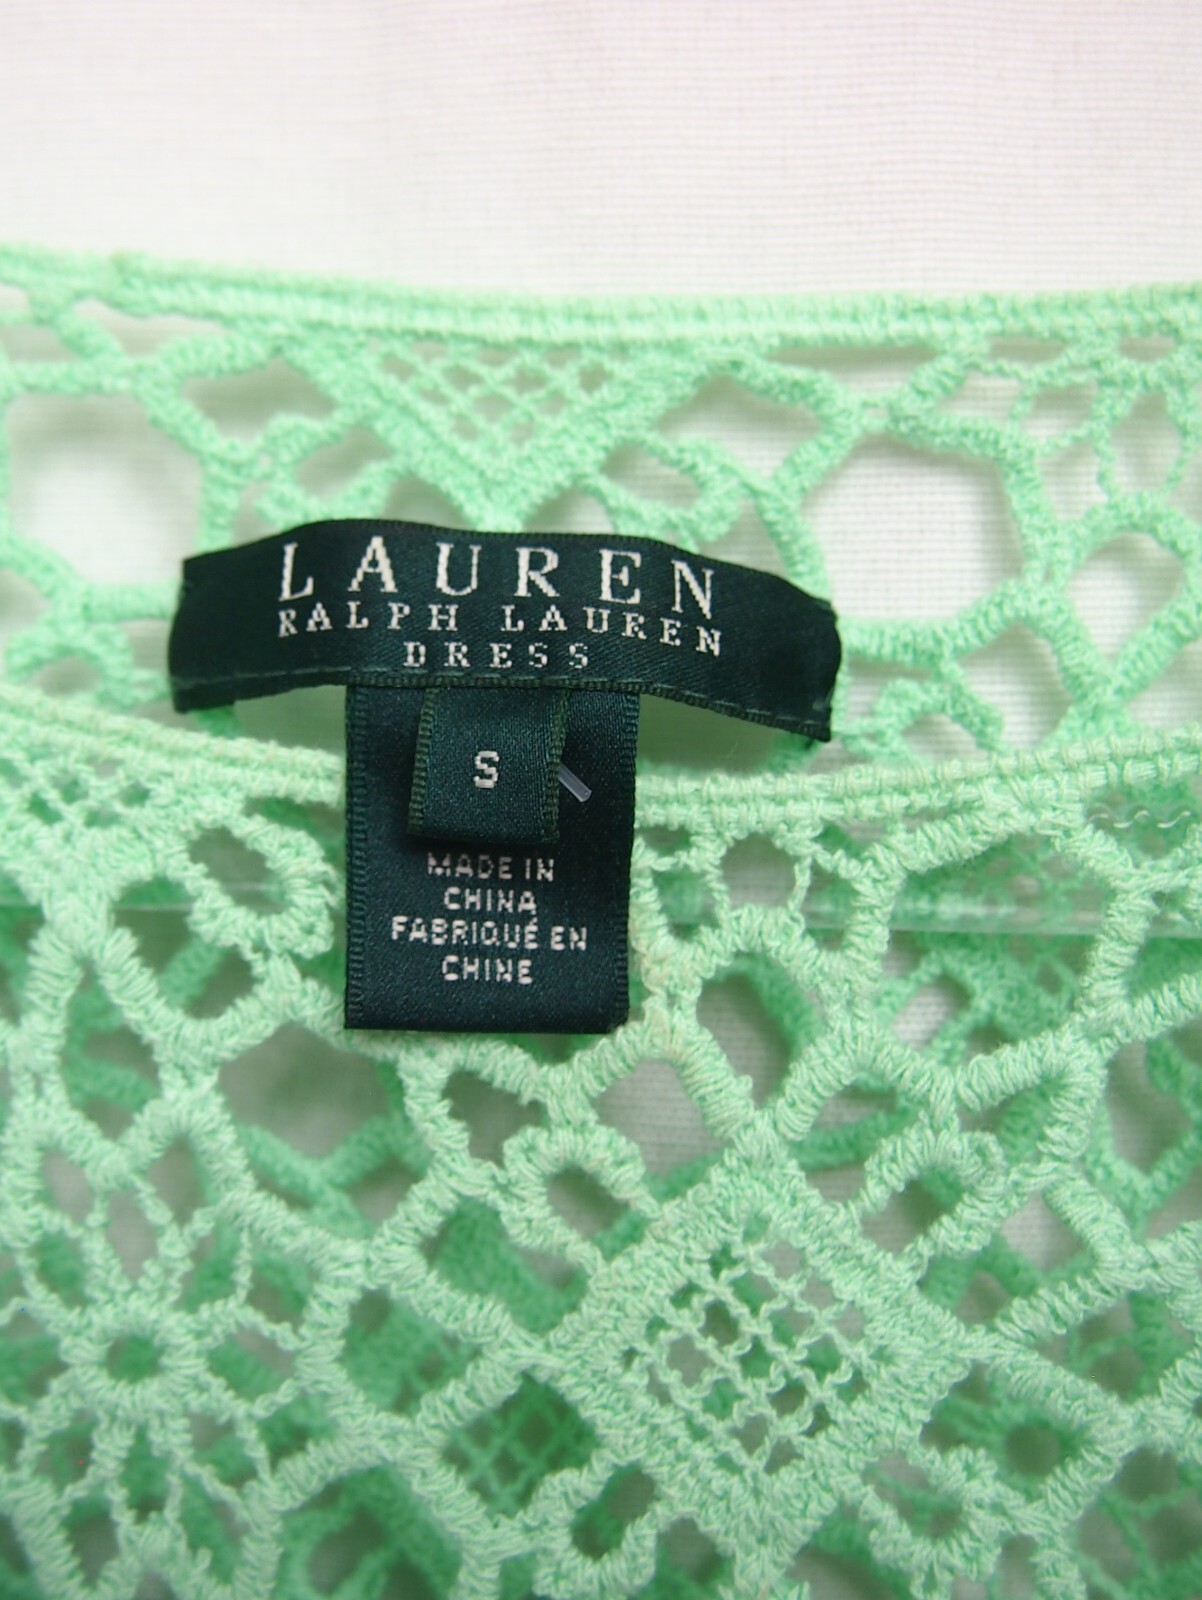 LAUREN
RALPH LAUREN
DRESS
S
MADE IN
CHINA
FABRIQUÉ EN
CHINE